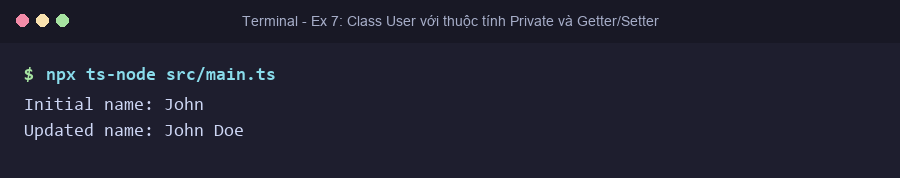 Terminal - Ex 7: Class User với thuộc tính Private và Getter/Setter
$ npx ts-node src/main.ts
Initial name: John
Updated name: John Doe